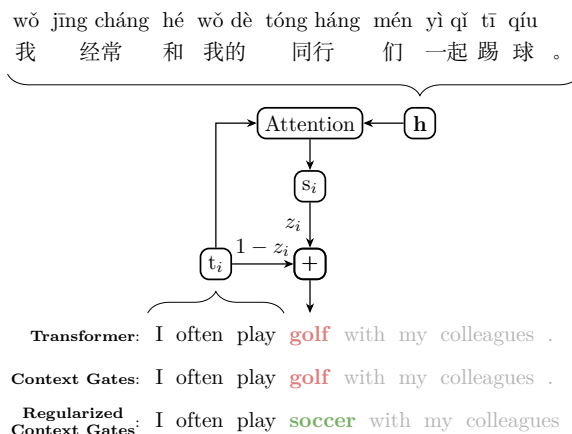 wǒ jīng cháng hé wǒ dè tóng háng mén yì qǐ tī qíu
我 经常 和 我的 同行 们 一起 踢 球 。
Attention
h
s_i
z_i
t_i
1 − z_i
+
Transformer: I often play golf with my colleagues .
Context Gates: I often play golf with my colleagues .
Regularized
Context Gates: I often play soccer with my colleagues